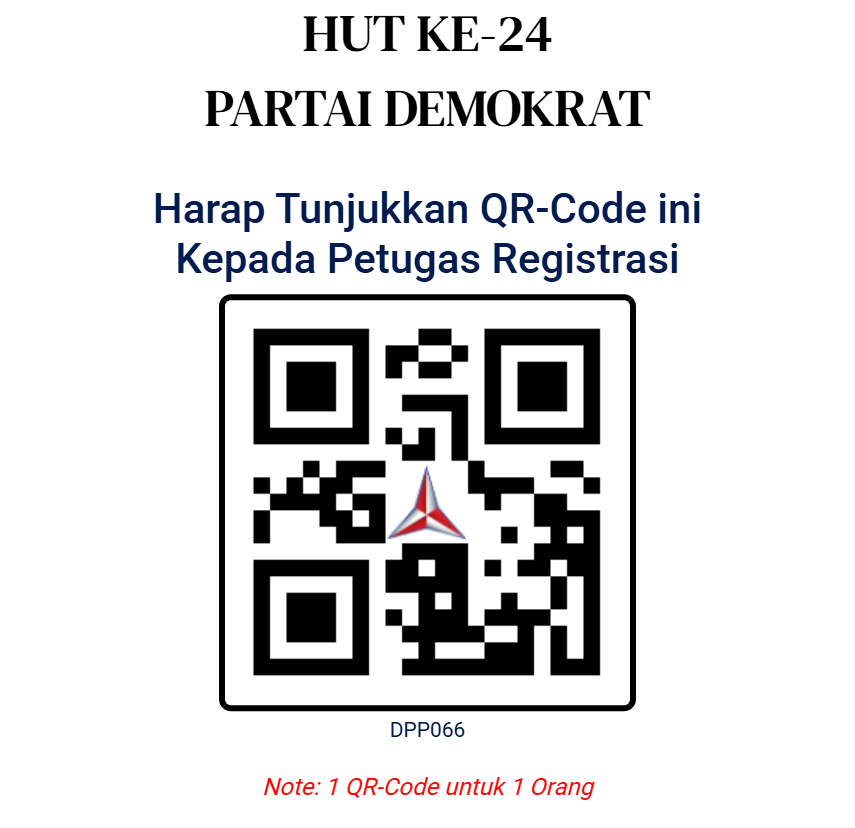 HUT KE-24
PARTAI DEMOKRAT
Harap Tunjukkan QR-Code ini
Kepada Petugas Registrasi
DPP066
Note: 1 QR-Code untuk 1 Orang